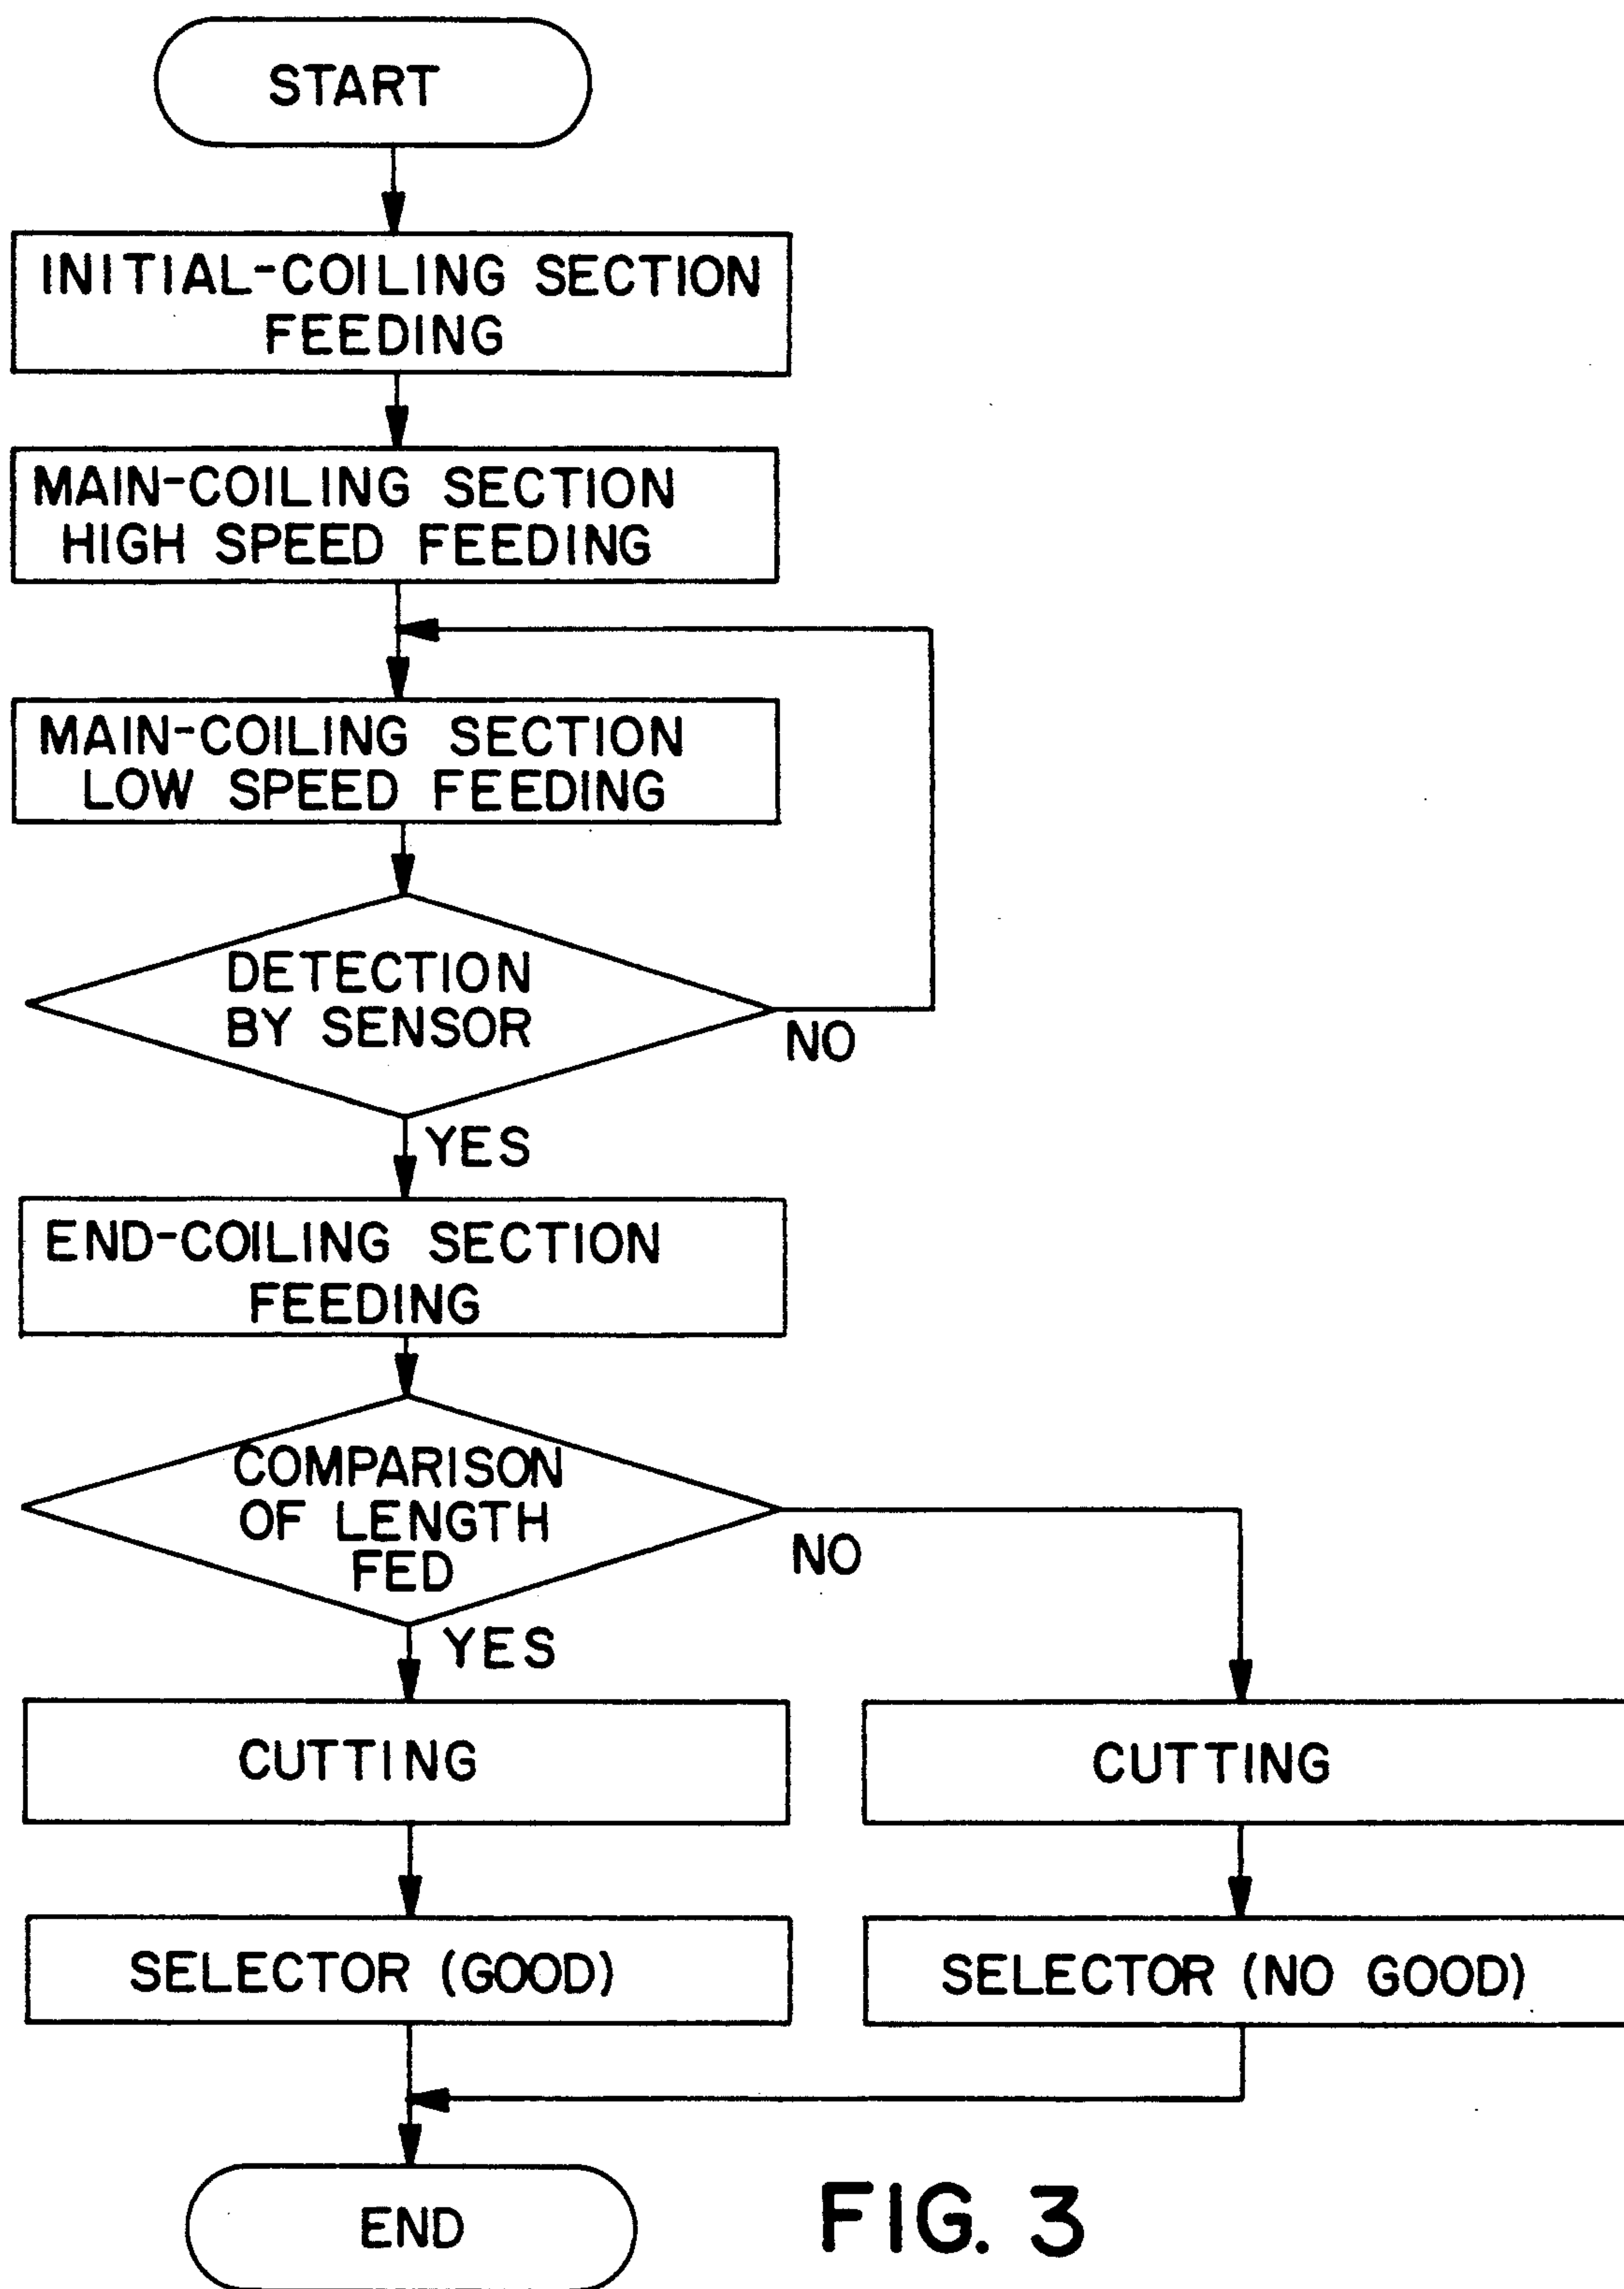 START
INITIAL-COILING SECTION
FEEDING
MAIN-COILING SECTION
HIGH SPEED FEEDING
MAIN-COILING SECTION
LOW SPEED FEEDING
DETECTION
BY SENSOR
NO
YES
END-COILING SECTION
FEEDING
COMPARISON
OF LENGTH
FED
NO
YES
CUTTING
CUTTING
SELECTOR (GOOD)
SELECTOR (NO GOOD)
END
FIG. 3